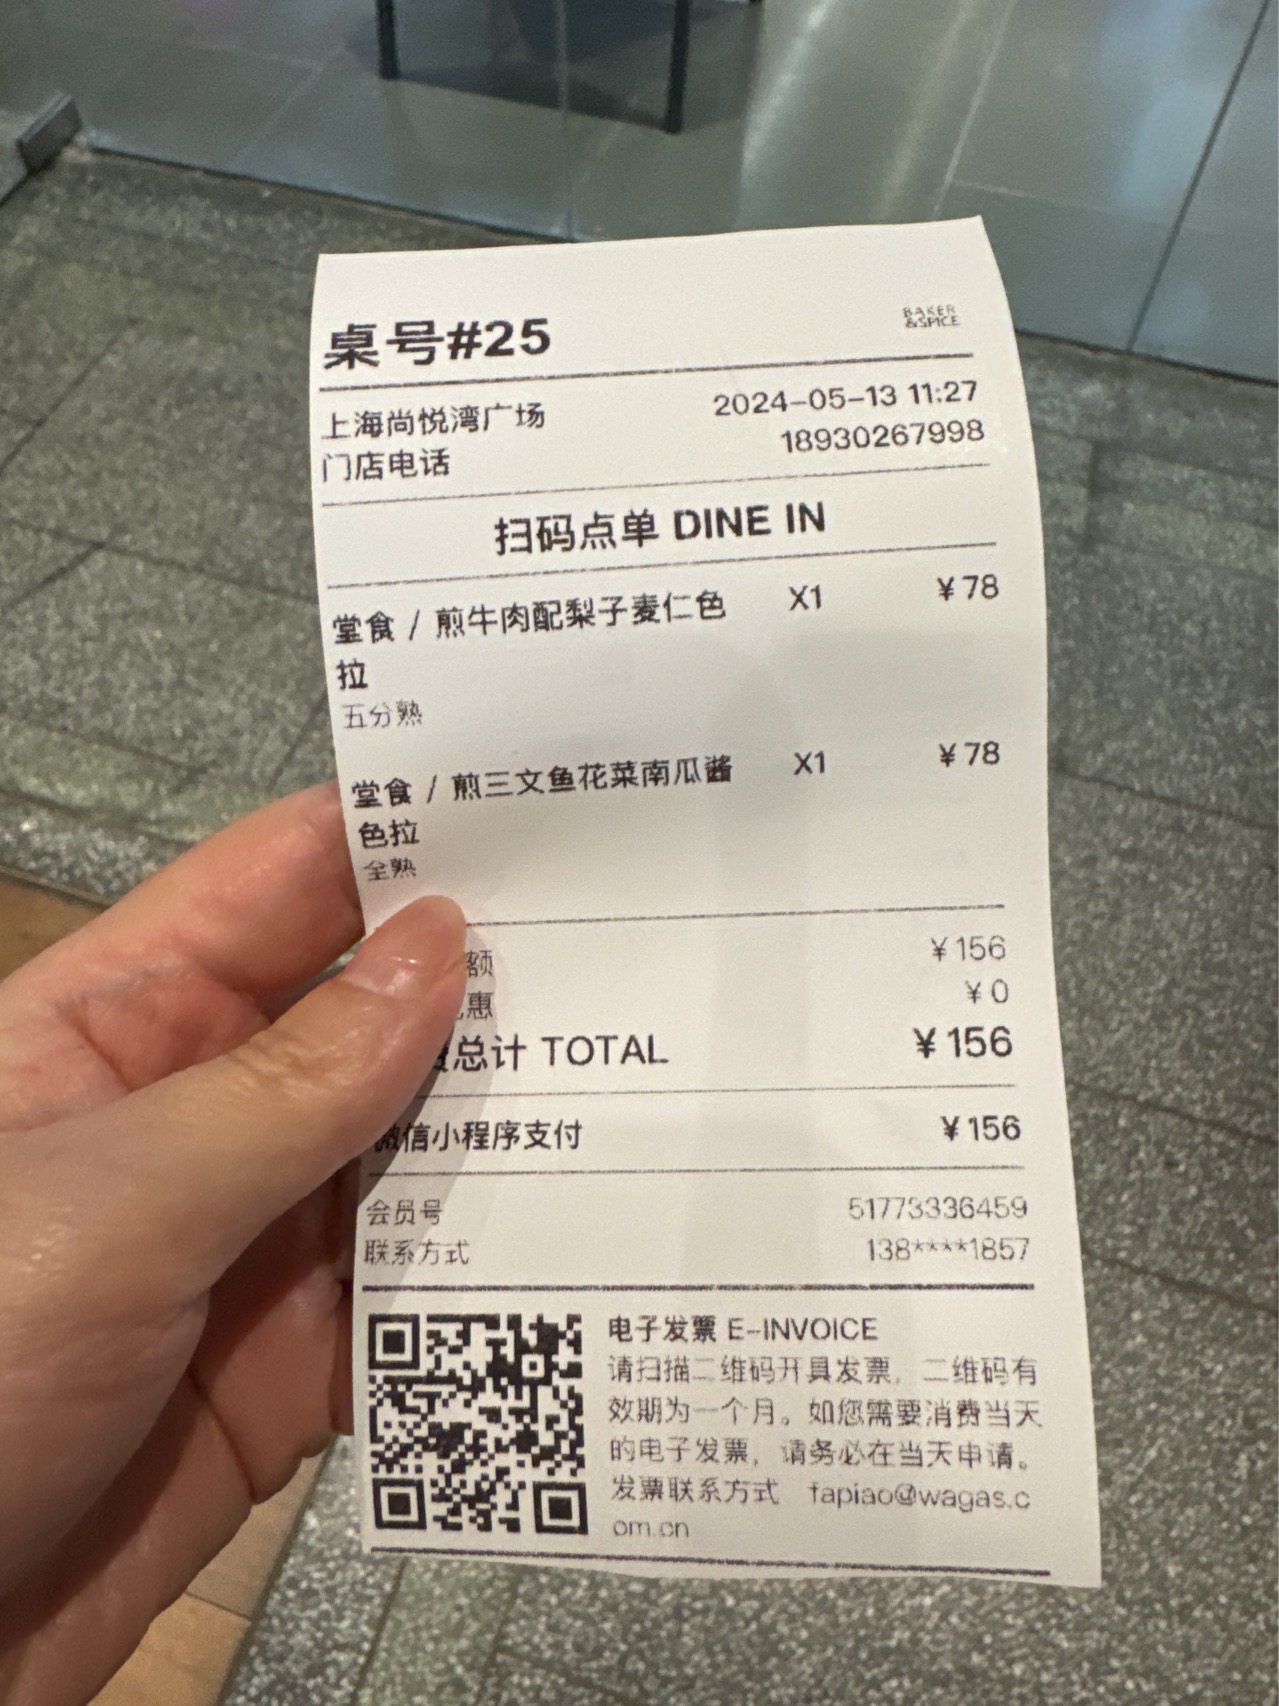 桌号#25
BAKER
&SPICE
上海尚悦湾广场 2024-05-13 11:27
门店电话 18930267998
扫码点单 DINE IN
堂食 / 煎牛肉配梨子麦仁色 X1 ¥78
拉
五分熟
堂食 / 煎三文鱼花菜南瓜酱 X1 ¥78
色拉
全熟
额 ¥156
惠 ¥0
总计 TOTAL ¥156
微信小程序支付 ¥156
会员号 51773336459
联系方式 138****1857
电子发票 E-INVOICE
请扫描二维码开具发票，二维码有
效期为一个月。如您需要消费当天
的电子发票，请务必在当天申请。
发票联系方式 fapiao@wagas.c
om.cn